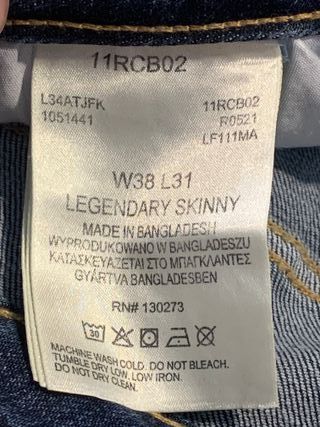 11RCB02
L34ATJFK 11RCB02
1051441 R0521
LF111MA
W38 L31
LEGENDARY SKINNY
MADE IN BANGLADESH
WYPRODUKOWANO W BANGLADESZU
ΚΑΤΑΣΚΕΥΑΖΕΤΑΙ ΣΤΟ ΜΠΑΓΚΛΑΝΤΕΣ
GYÁRTVA BANGLADESBEN
RN# 130273
30
MACHINE WASH COLD. DO NOT BLEACH.
TUMBLE DRY LOW. LOW IRON.
DO NOT DRY CLEAN.